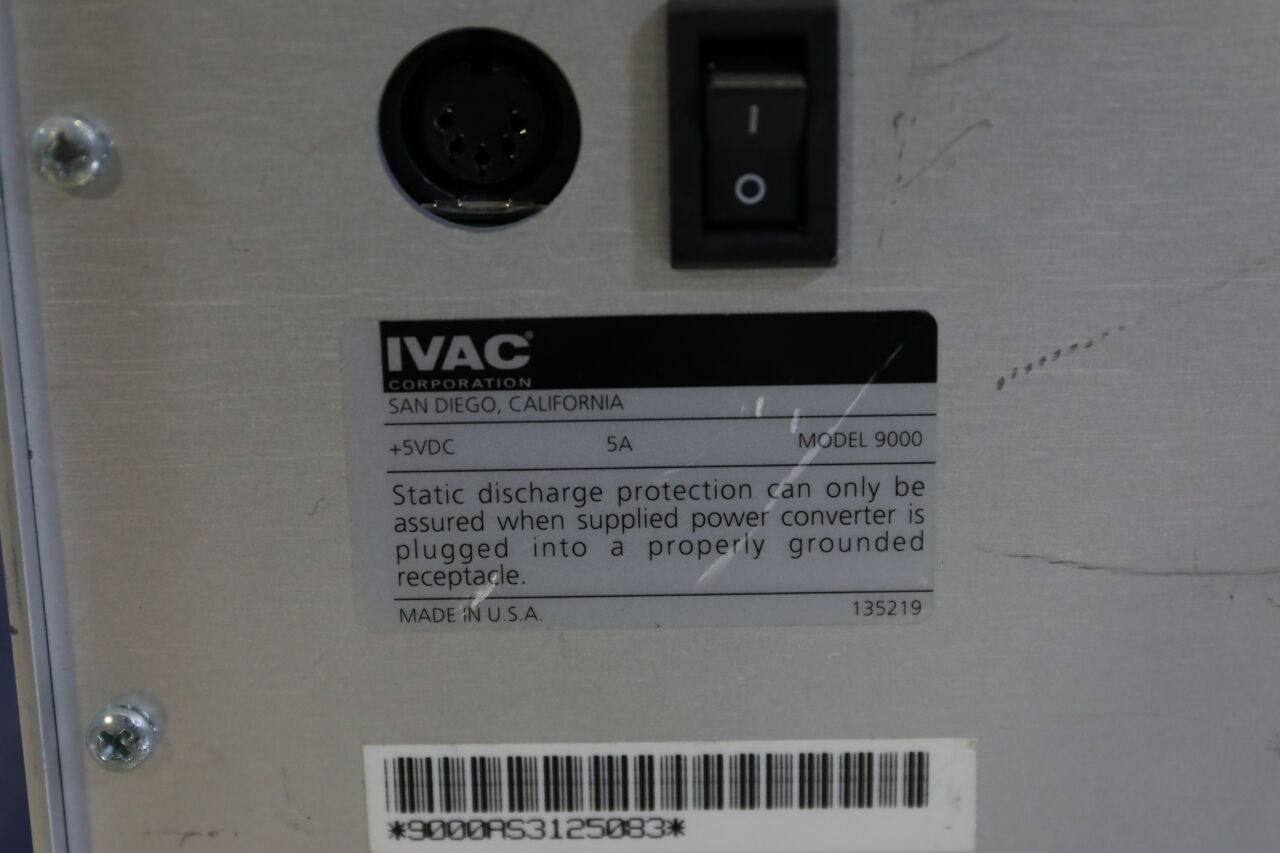 IVAC®
CORPORATION
SAN DIEGO, CALIFORNIA
+5VDC 5A MODEL 9000
Static discharge protection can only be
assured when supplied power converter is
plugged into a properly grounded
receptacle.
MADE IN U.S.A. 135219
*9000AS3125083*